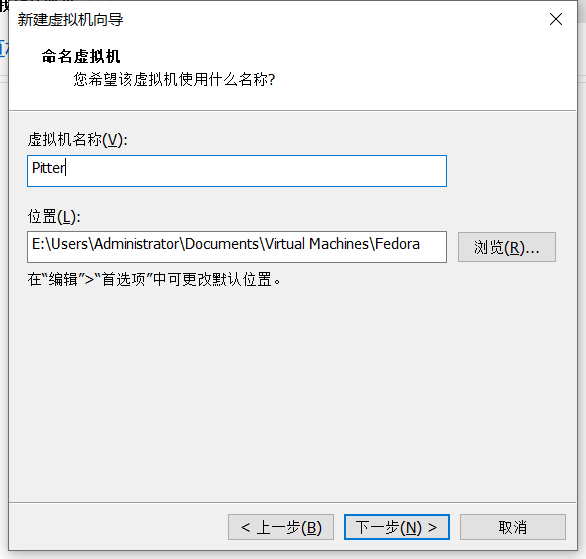 新建虚拟机向导
命名虚拟机
您希望该虚拟机使用什么名称?
虚拟机名称(V):
Pitter
位置(L):
E:\Users\Administrator\Documents\Virtual Machines\Fedora
浏览(R)...
在“编辑”>“首选项”中可更改默认位置。
< 上一步(B)
下一步(N) >
取消